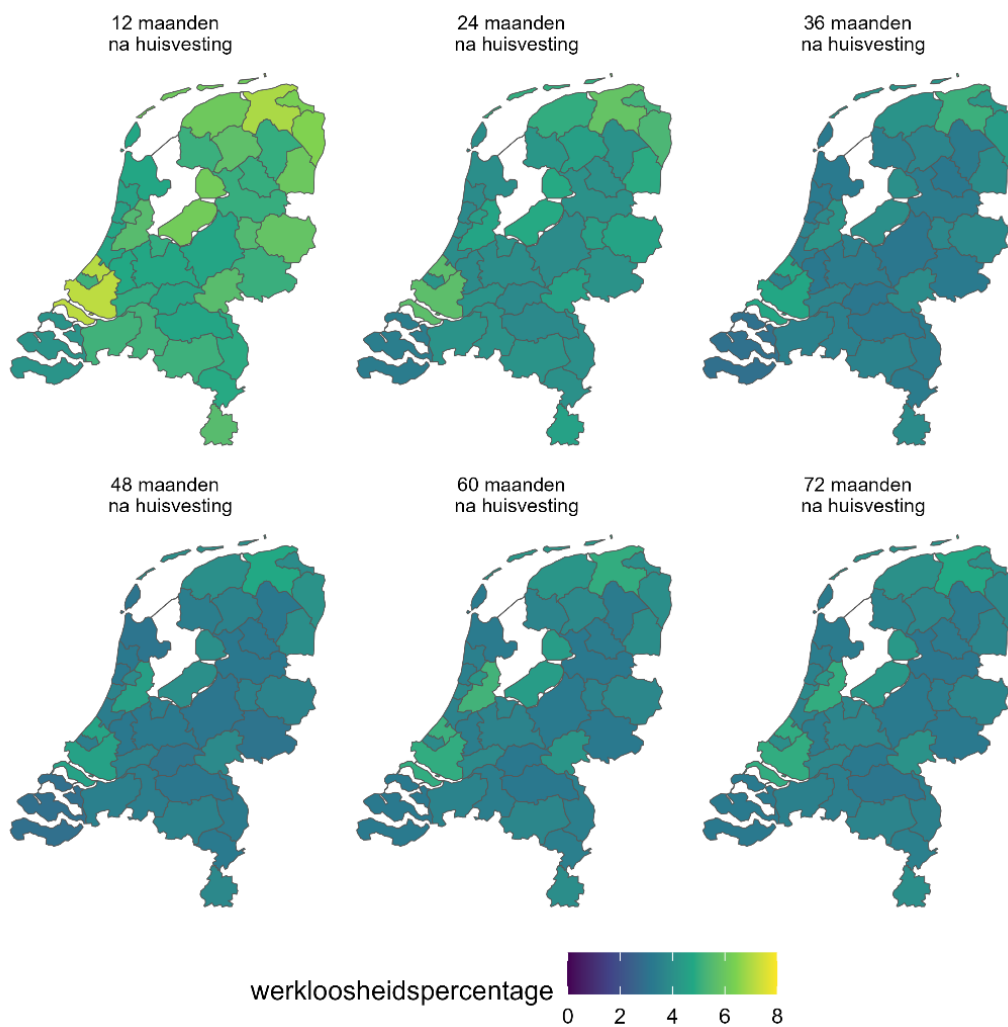 12 maanden
na huisvesting
24 maanden
na huisvesting
36 maanden
na huisvesting
48 maanden
na huisvesting
60 maanden
na huisvesting
72 maanden
na huisvesting
werkloosheidspercentage
0 2 4 6 8